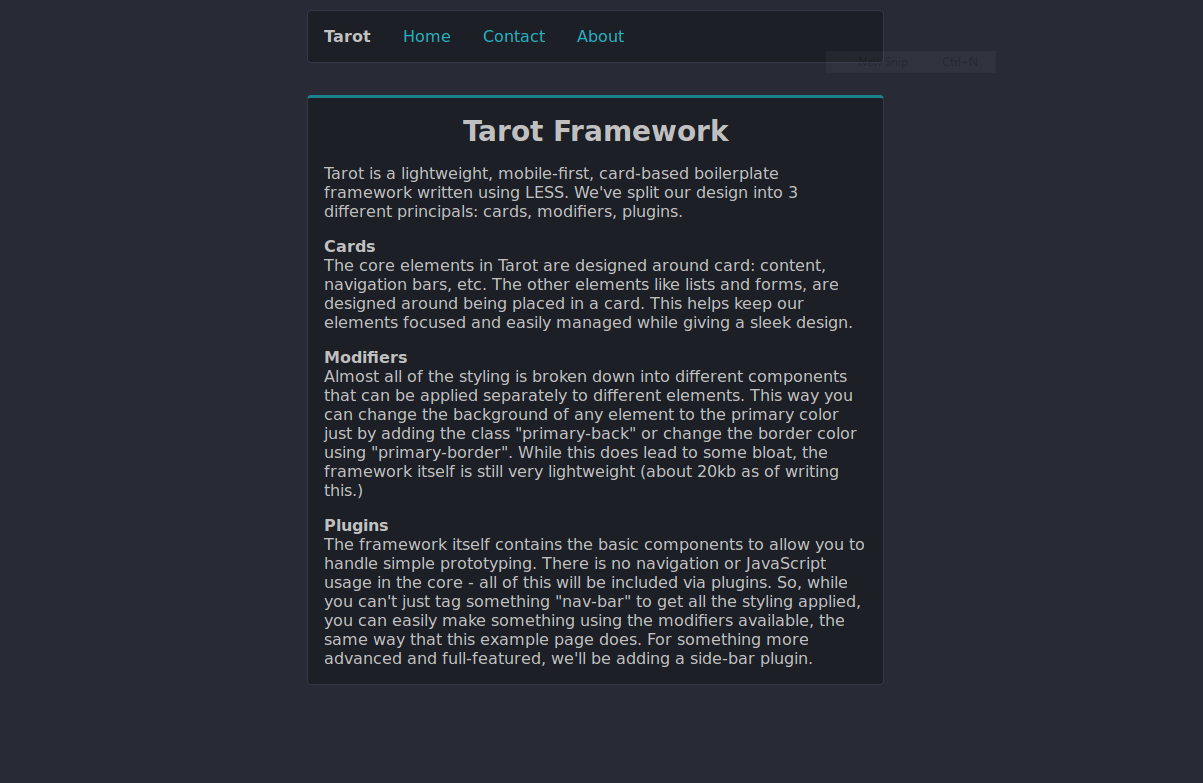 Tarot Home Contact About
New Snip Ctrl+N
Tarot Framework
Tarot is a lightweight, mobile-first, card-based boilerplate
framework written using LESS. We've split our design into 3
different principals: cards, modifiers, plugins.
Cards
The core elements in Tarot are designed around card: content,
navigation bars, etc. The other elements like lists and forms, are
designed around being placed in a card. This helps keep our
elements focused and easily managed while giving a sleek design.
Modifiers
Almost all of the styling is broken down into different components
that can be applied separately to different elements. This way you
can change the background of any element to the primary color
just by adding the class "primary-back" or change the border color
using "primary-border". While this does lead to some bloat, the
framework itself is still very lightweight (about 20kb as of writing
this.)
Plugins
The framework itself contains the basic components to allow you to
handle simple prototyping. There is no navigation or JavaScript
usage in the core - all of this will be included via plugins. So, while
you can't just tag something "nav-bar" to get all the styling applied,
you can easily make something using the modifiers available, the
same way that this example page does. For something more
advanced and full-featured, we'll be adding a side-bar plugin.